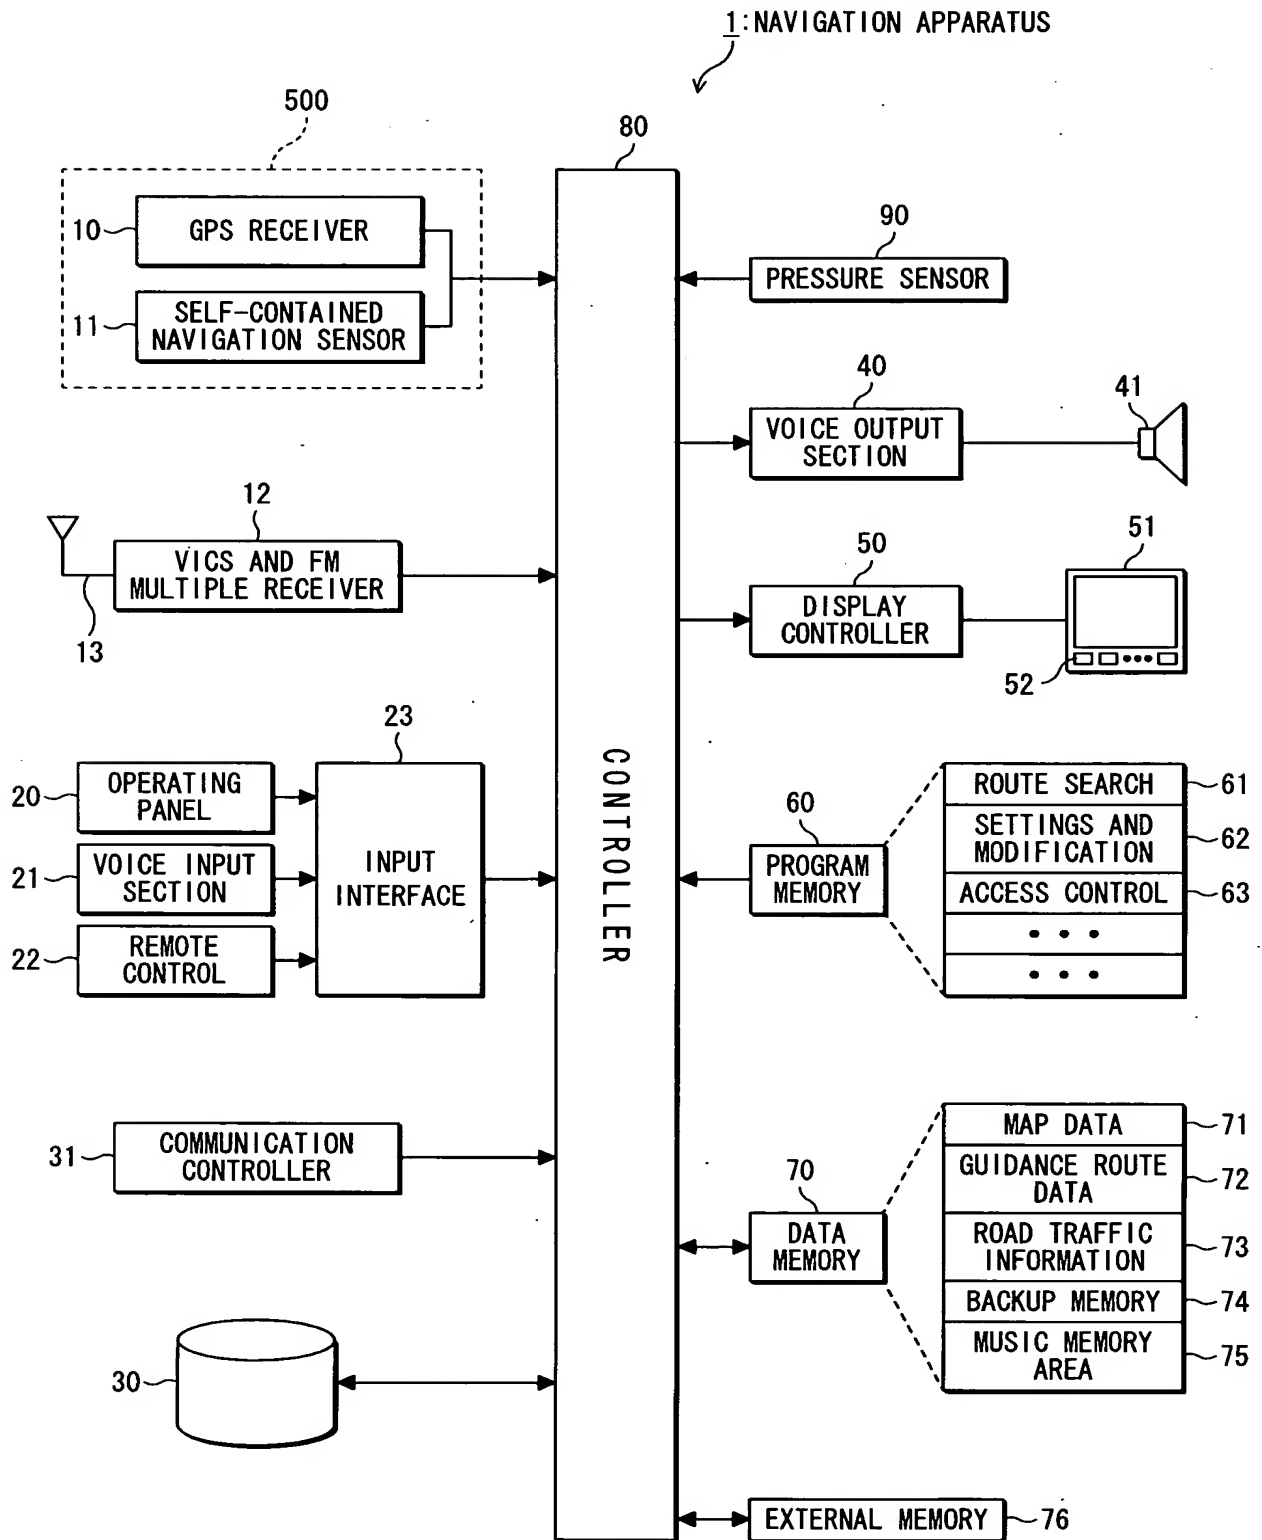 1:NAVIGATION APPARATUS
500
80
10
GPS RECEIVER
11
SELF-CONTAINED
NAVIGATION SENSOR
90
PRESSURE SENSOR
40
VOICE OUTPUT
SECTION
41
12
VICS AND FM
MULTIPLE RECEIVER
13
50
DISPLAY
CONTROLLER
51
52
CONTROLLER
23
20
OPERATING
PANEL
21
VOICE INPUT
SECTION
22
REMOTE
CONTROL
INPUT
INTERFACE
60
PROGRAM
MEMORY
ROUTE SEARCH
61
SETTINGS AND
MODIFICATION
62
ACCESS CONTROL
63
• • •
• • •
31
COMMUNICATION
CONTROLLER
70
DATA
MEMORY
MAP DATA
71
GUIDANCE ROUTE
DATA
72
ROAD TRAFFIC
INFORMATION
73
BACKUP MEMORY
74
MUSIC MEMORY
AREA
75
30
EXTERNAL MEMORY
76